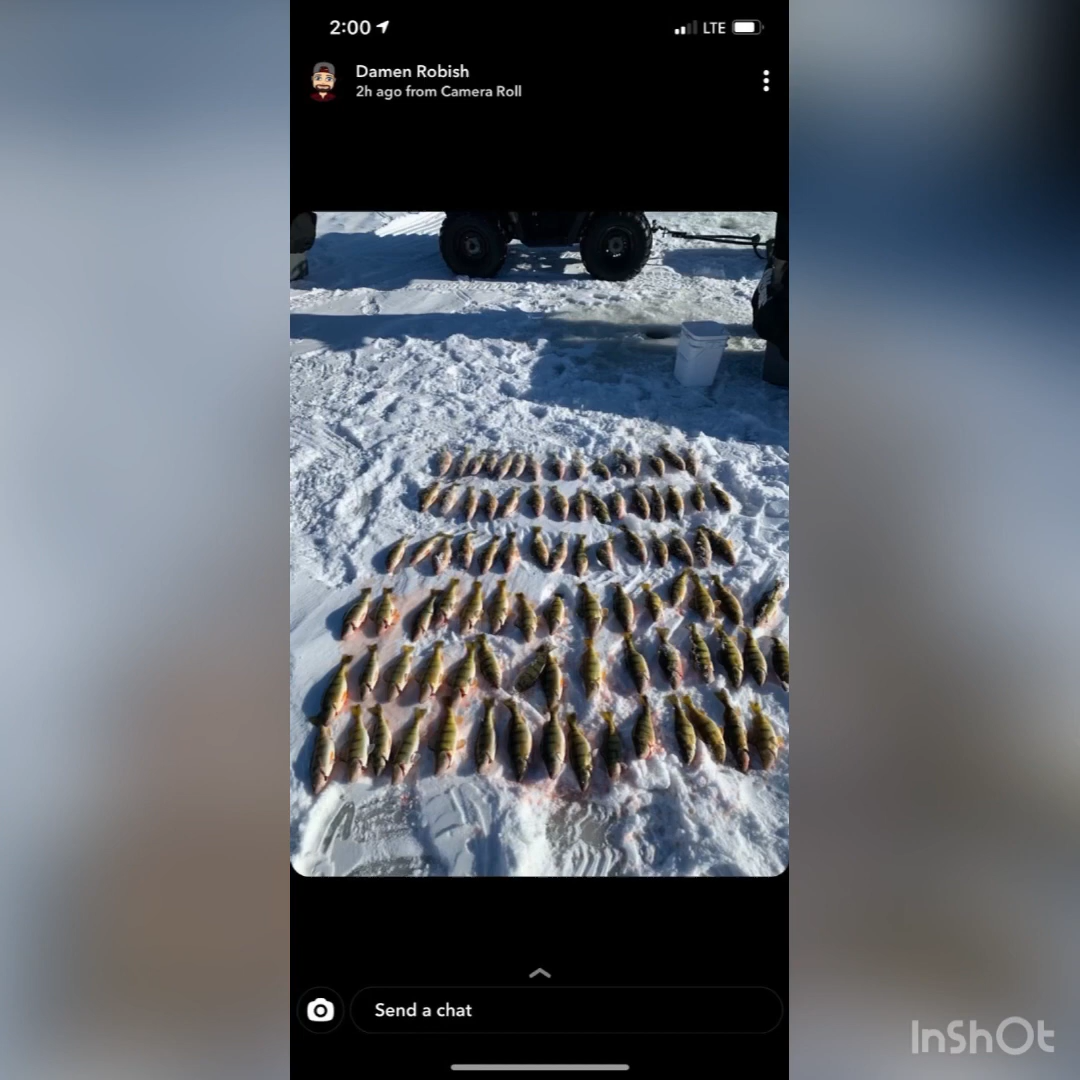 2:00
LTE
Damen Robish
2h ago from Camera Roll
Send a chat
InShOt